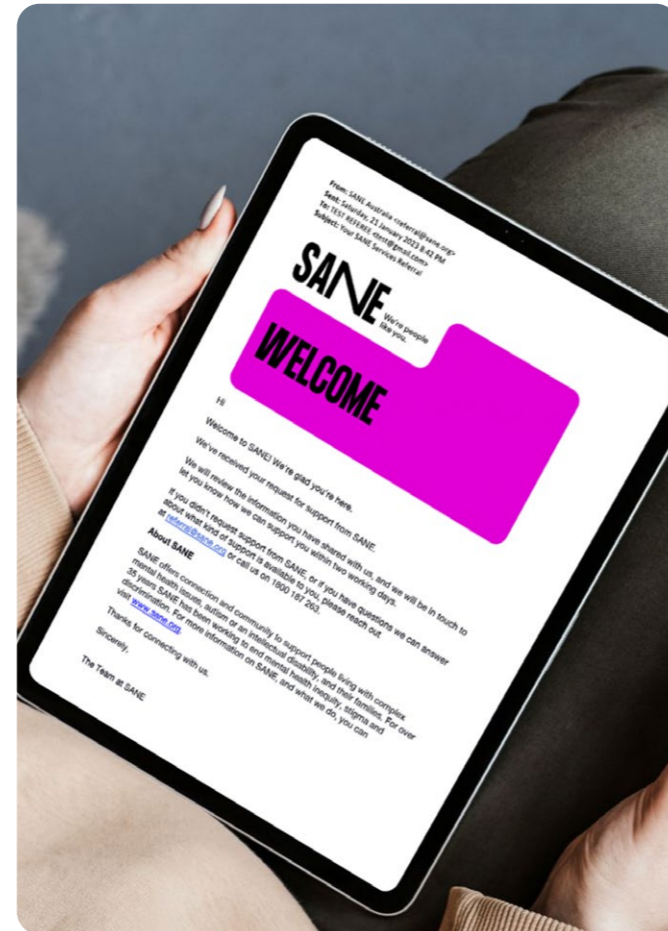 From: SANE Australia <referral@sane.org>
Sent: Saturday, 21 January 2023 8:42 PM
To: TEST REFEREE <test@gmail.com>
Subject: Your SANE Services Referral
SANE
We're people
like you.
WELCOME
Hi
Welcome to SANE! We're glad you're here.
We've received your request for support from SANE.
We will review the information you have shared with us, and we will be in touch to
let you know how we can support you within two working days.
If you didn't request support from SANE, or if you have questions we can answer
about what kind of support is available to you, please reach out
at referral@sane.org or call us on 1800 187 263.
About SANE
SANE offers connection and community to support people living with complex
mental health issues, autism or an intellectual disability, and their families. For over
35 years SANE has been working to end mental health inequity, stigma and
discrimination. For more information on SANE, and what we do, you can
visit www.sane.org.
Thanks for connecting with us.
Sincerely,
The Team at SANE